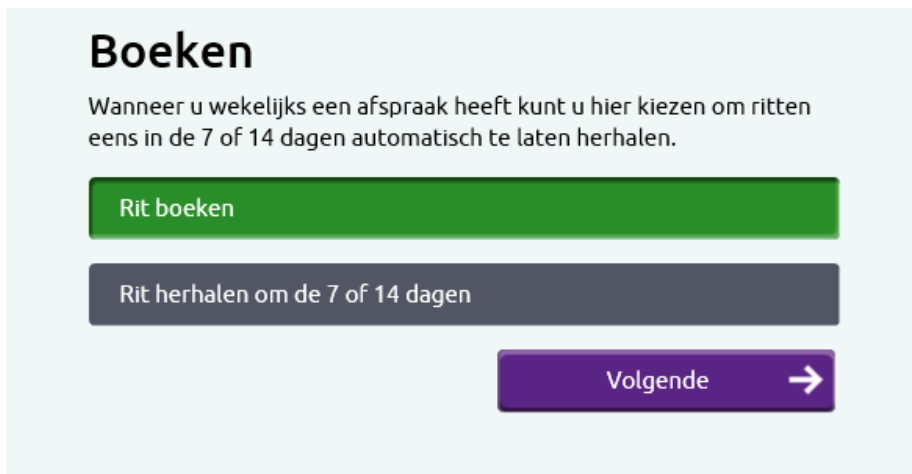 Boeken
Wanneer u wekelijks een afspraak heeft kunt u hier kiezen om ritten
eens in de 7 of 14 dagen automatisch te laten herhalen.
Rit boeken
Rit herhalen om de 7 of 14 dagen
Volgende